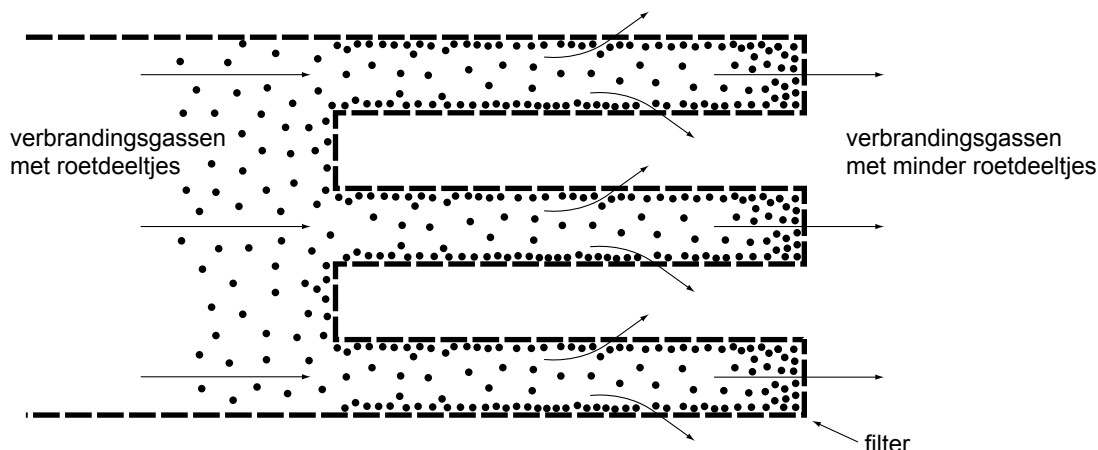 verbrandingsgassen
met roetdeeltjes
verbrandingsgassen
met minder roetdeeltjes
filter